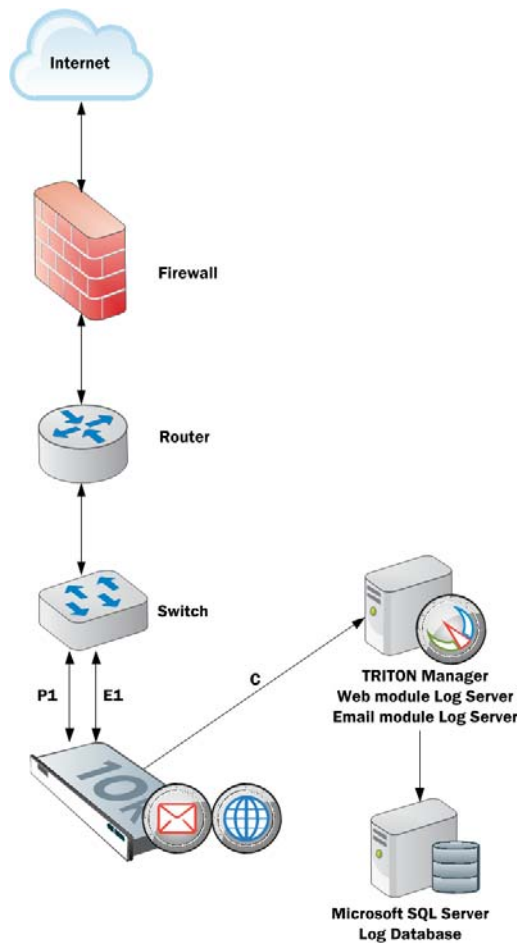 Internet
Firewall
Router
Switch
P1
E1
C
TRITON Manager
Web module Log Server
Email module Log Server
10K
Microsoft SQL Server
Log Database